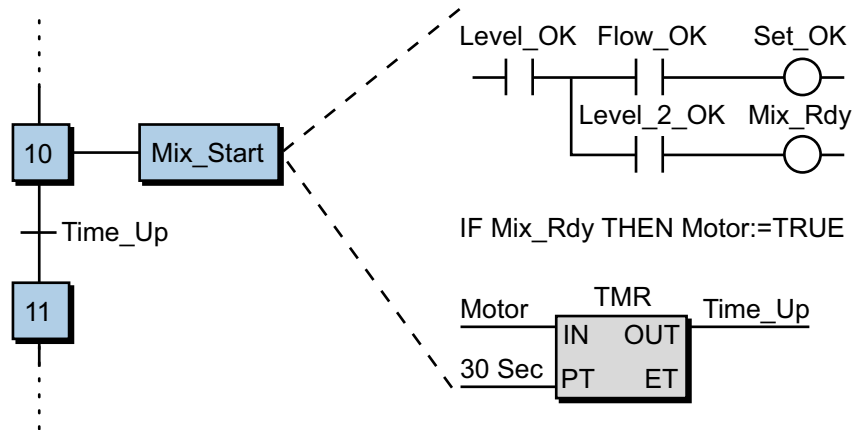 10
Mix_Start
Time_Up
11
Level_OK Flow_OK Set_OK
Level_2_OK Mix_Rdy
IF Mix_Rdy THEN Motor:=TRUE
Motor TMR Time_Up
IN OUT
30 Sec PT ET